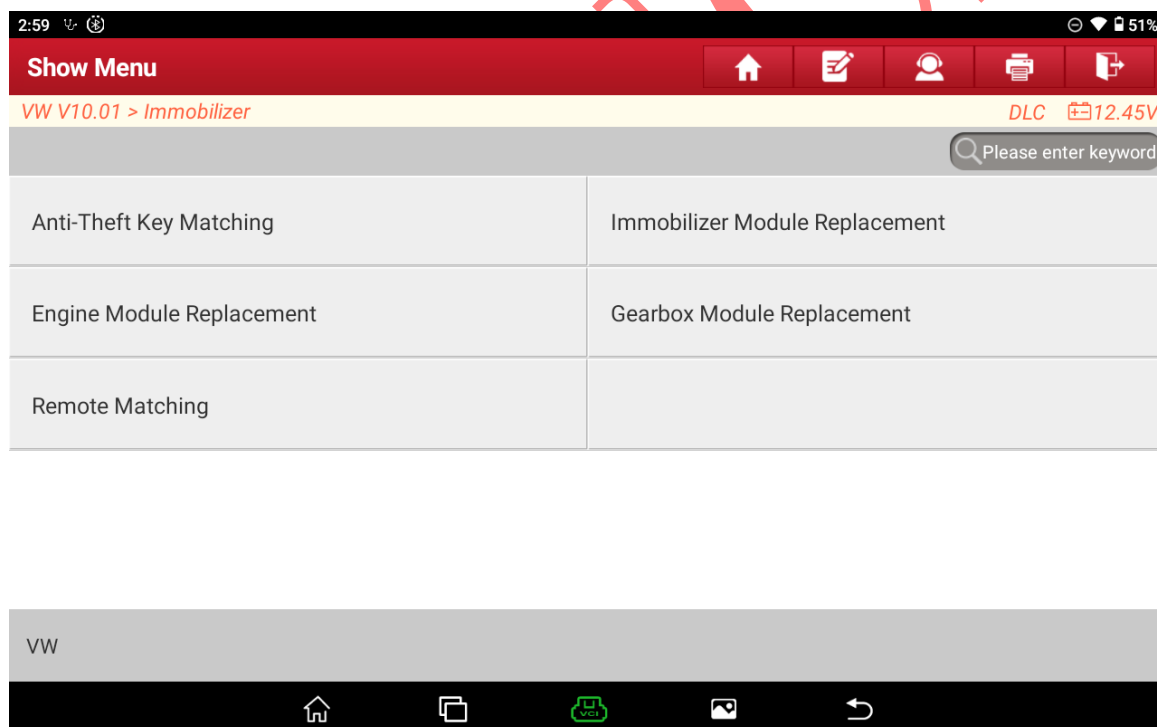 2:59 51%
Show Menu
VW V10.01 > Immobilizer DLC 12.45V
Please enter keyword
Anti-Theft Key Matching Immobilizer Module Replacement
Engine Module Replacement Gearbox Module Replacement
Remote Matching
VW
VCI